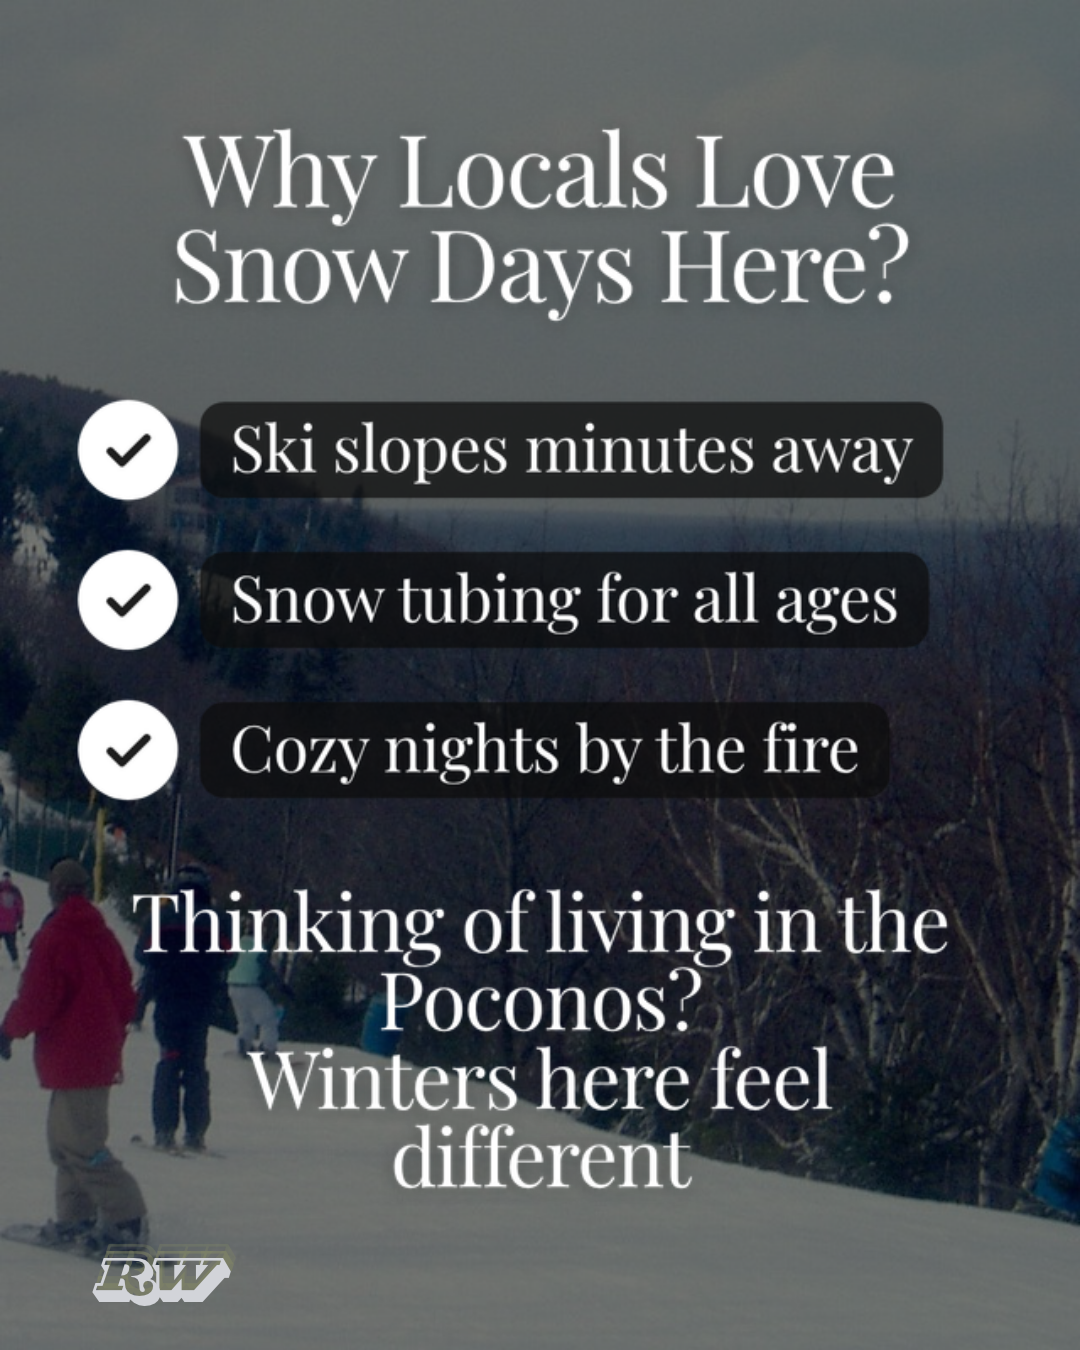 Why Locals Love
Snow Days Here?
Ski slopes minutes away
Snow tubing for all ages
Cozy nights by the fire
Thinking of living in the
Poconos?
Winters here feel
different
RW